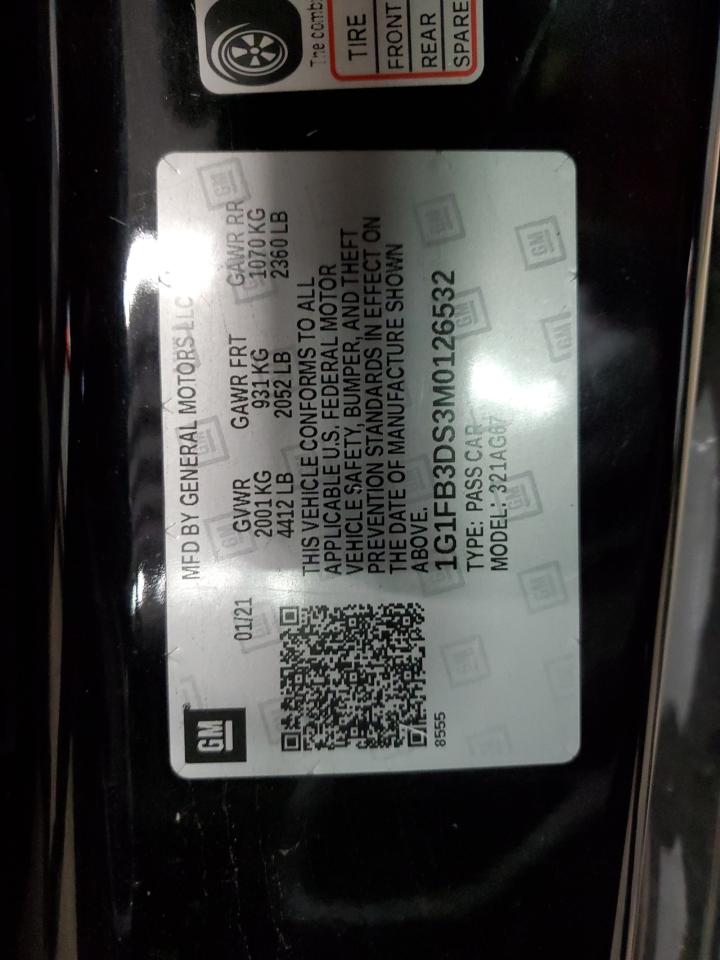 The comb
TIRE
FRONT
REAR
SPARE
GM
MFD BY GENERAL MOTORS LLC
01/21
GVWR GAWR FRT GAWR RR
2001 KG 931 KG 1070 KG
4412 LB 2052 LB 2360 LB
THIS VEHICLE CONFORMS TO ALL
APPLICABLE U.S. FEDERAL MOTOR
VEHICLE SAFETY, BUMPER, AND THEFT
PREVENTION STANDARDS IN EFFECT ON
THE DATE OF MANUFACTURE SHOWN
ABOVE.
1G1FB3DS3M0126532
TYPE: PASS CAR
MODEL: 321AG67
8555